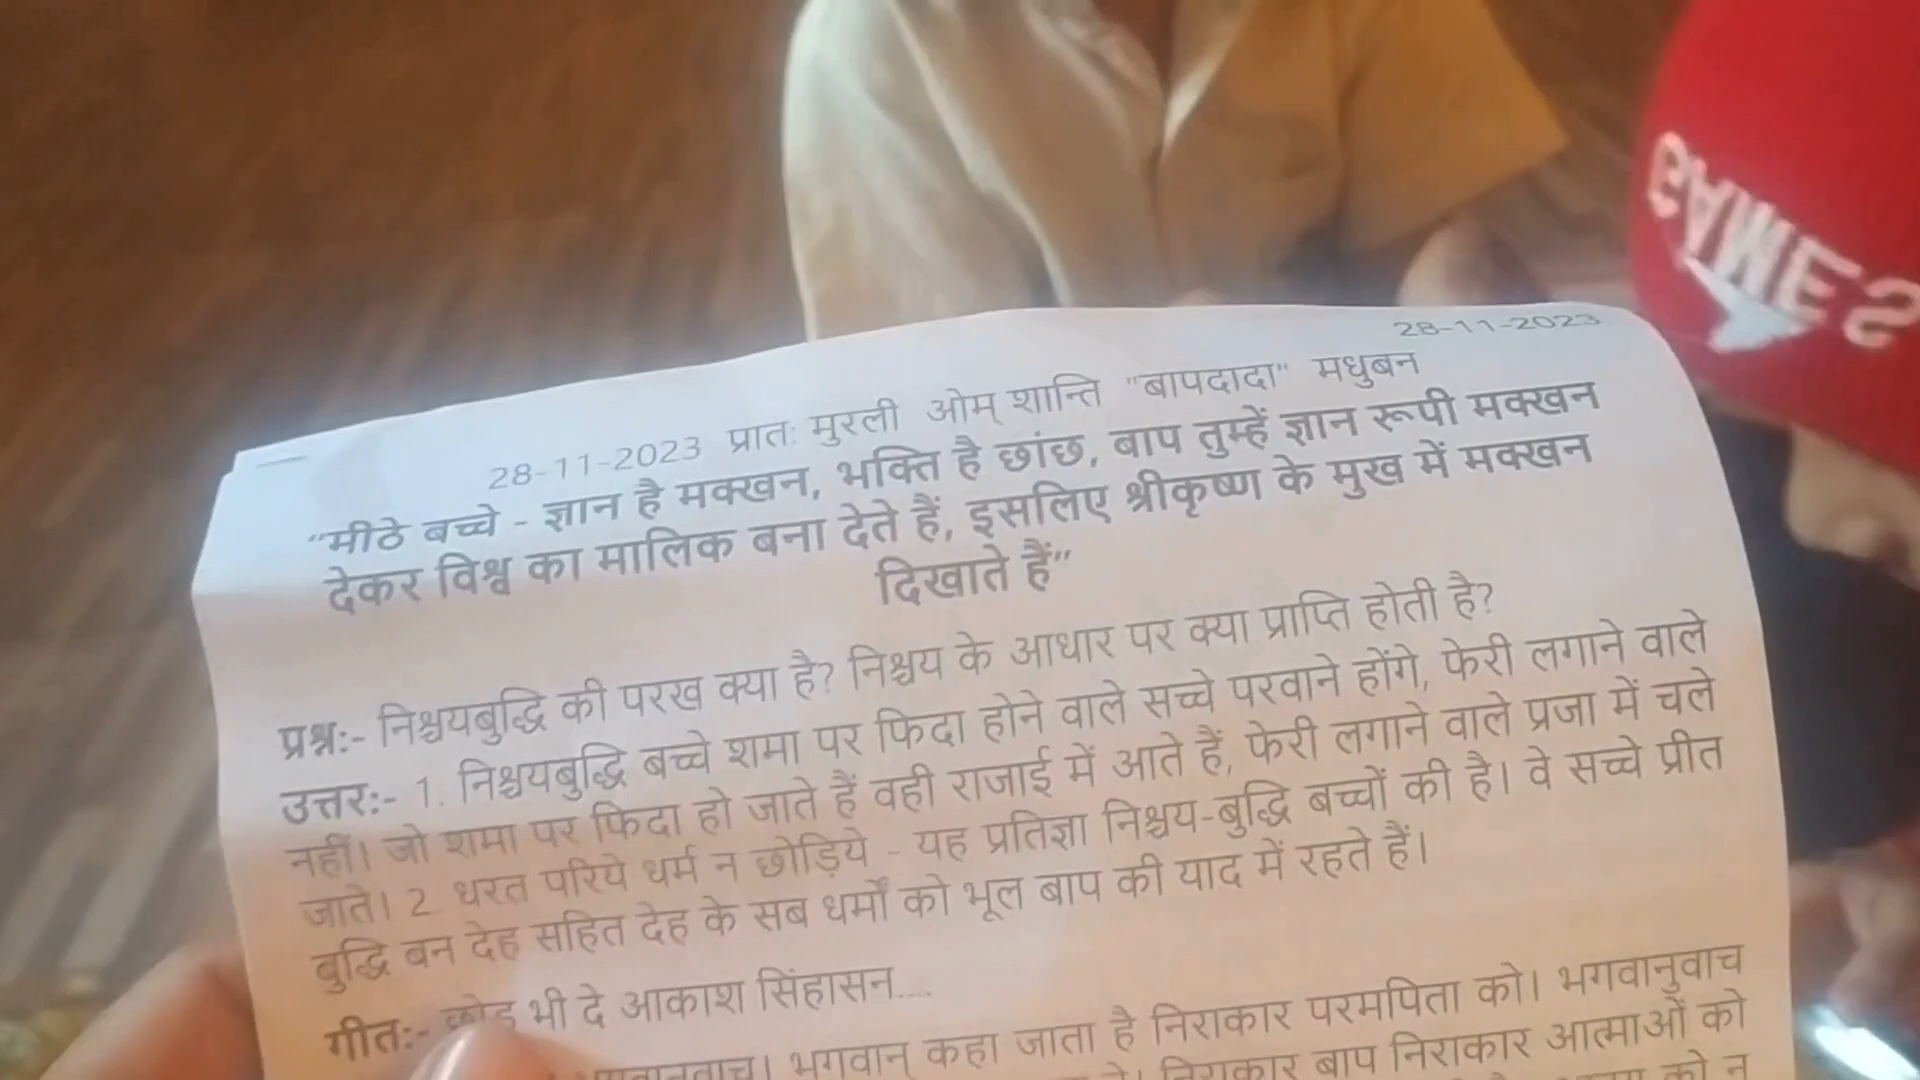 28-11-2023
28-11-2023 प्रातः मुरली ओम् शान्ति "बापदादा" मधुबन
"मीठे बच्चे - ज्ञान है मक्खन, भक्ति है छांछ, बाप तुम्हें ज्ञान रूपी मक्खन
देकर विश्व का मालिक बना देते हैं, इसलिए श्रीकृष्ण के मुख में मक्खन
दिखाते हैं"
प्रश्नः- निश्चयबुद्धि की परख क्या है? निश्चय के आधार पर क्या प्राप्ति होती है?
उत्तरः- 1. निश्चयबुद्धि बच्चे शमा पर फिदा होने वाले सच्चे परवाने होंगे, फेरी लगाने वाले
नहीं। जो शमा पर फिदा हो जाते हैं वही राजाई में आते हैं, फेरी लगाने वाले प्रजा में चले
जाते। 2. धरत परिये धर्म न छोड़िये - यह प्रतिज्ञा निश्चय-बुद्धि बच्चों की है। वे सच्चे प्रीत
बुद्धि बन देह सहित देह के सब धर्मों को भूल बाप की याद में रहते हैं।
गीतः- छोड़ भी दे आकाश सिंहासन....
भगवान् कहा जाता है निराकार परमपिता को। भगवानुवाच
निराकार बाप निराकार आत्माओं को
को न
GAMES